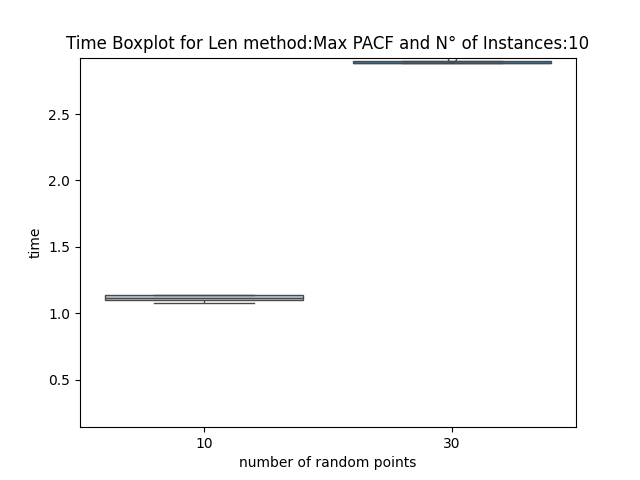 Time Boxplot for Len method:Max PACF and N° of Instances:10
2.5
2.0
1.5
1.0
0.5
time
10 30
number of random points